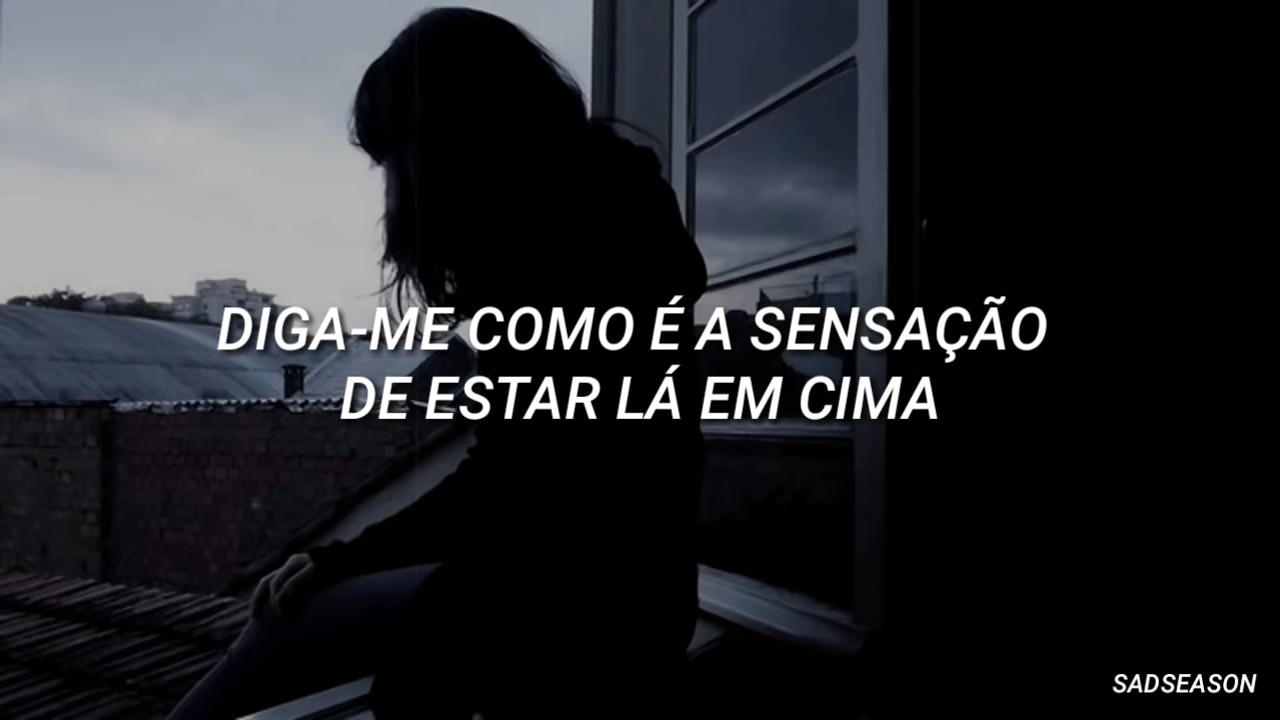 DIGA-ME COMO É A SENSAÇÃO
DE ESTAR LÁ EM CIMA
SADSEASON